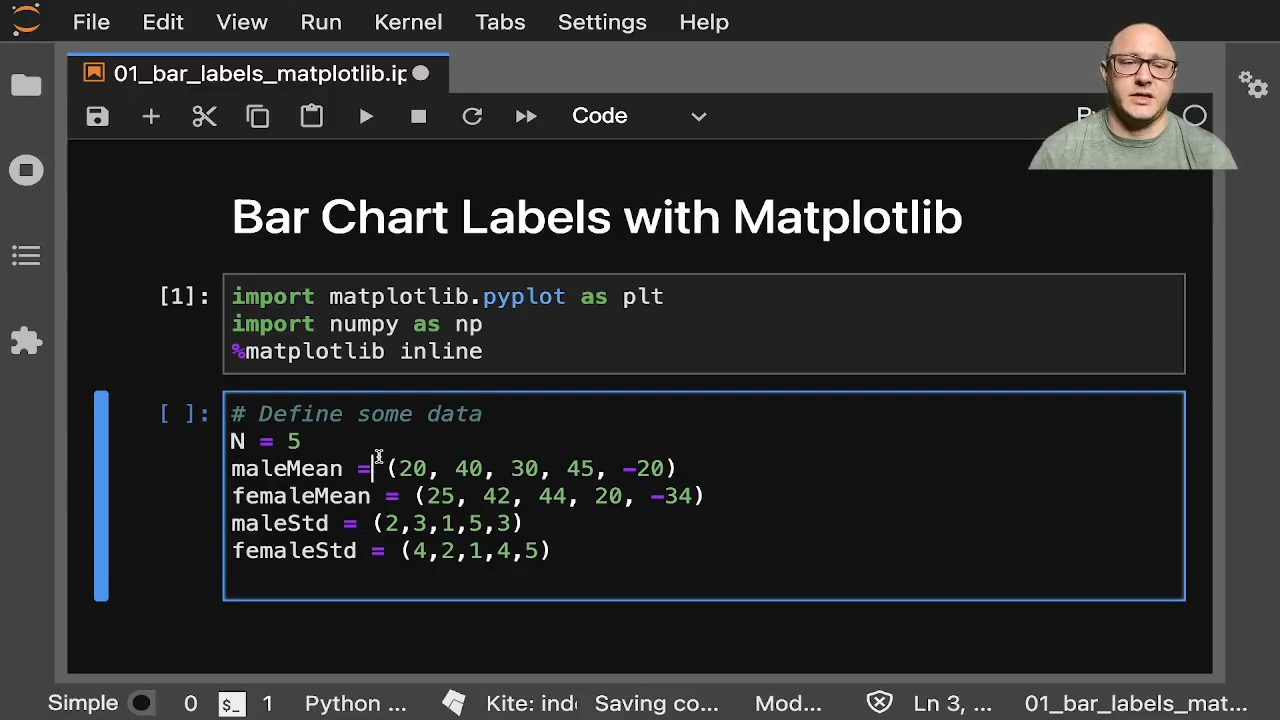 File Edit View Run Kernel Tabs Settings Help
01_bar_labels_matplotlib.ip
Code
Bar Chart Labels with Matplotlib
[1]:
import matplotlib.pyplot as plt
import numpy as np
%matplotlib inline
[ ]:
# Define some data
N = 5
maleMean = (20, 40, 30, 45, -20)
femaleMean = (25, 42, 44, 20, -34)
maleStd = (2,3,1,5,3)
femaleStd = (4,2,1,4,5)
Simple 0 $_ 1 Python ... Kite: ind Saving co... Mod... Ln 3, ... 01_bar_labels_mat...